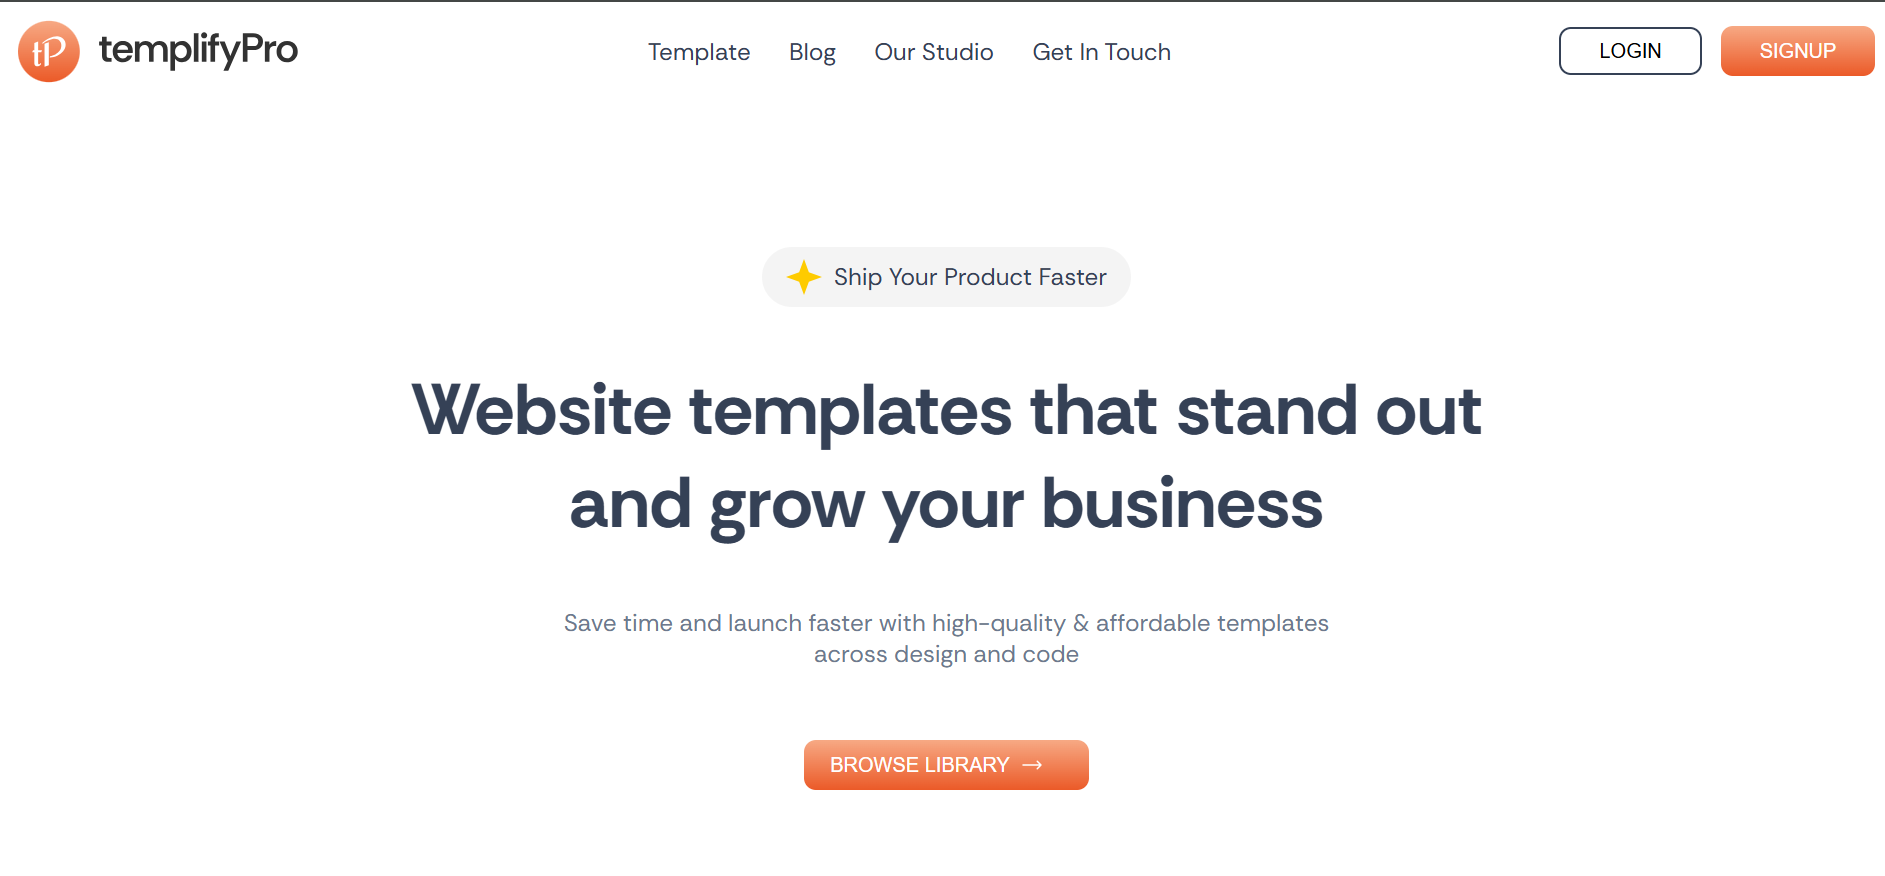 tP templifyPro
Template Blog Our Studio Get In Touch
LOGIN SIGNUP
Ship Your Product Faster
Website templates that stand out
and grow your business
Save time and launch faster with high-quality & affordable templates
across design and code
BROWSE LIBRARY →